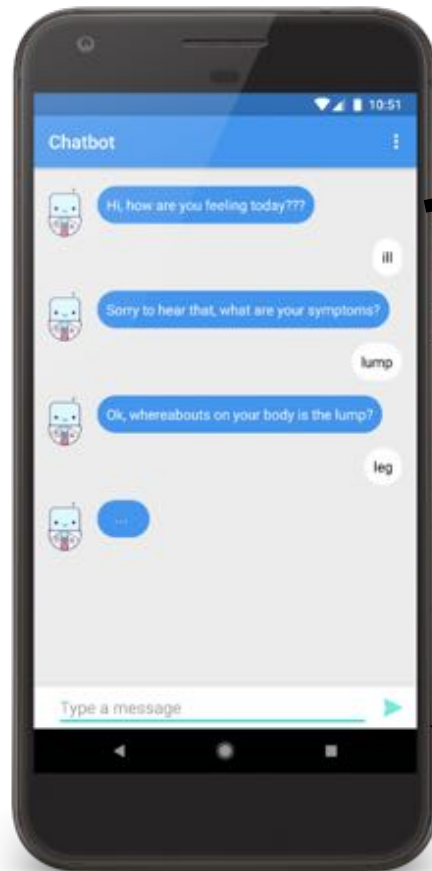 10:51
Chatbot
Hi, how are you feeling today???
ill
Sorry to hear that, what are your symptoms?
lump
Ok, whereabouts on your body is the lump?
leg
...
Type a message